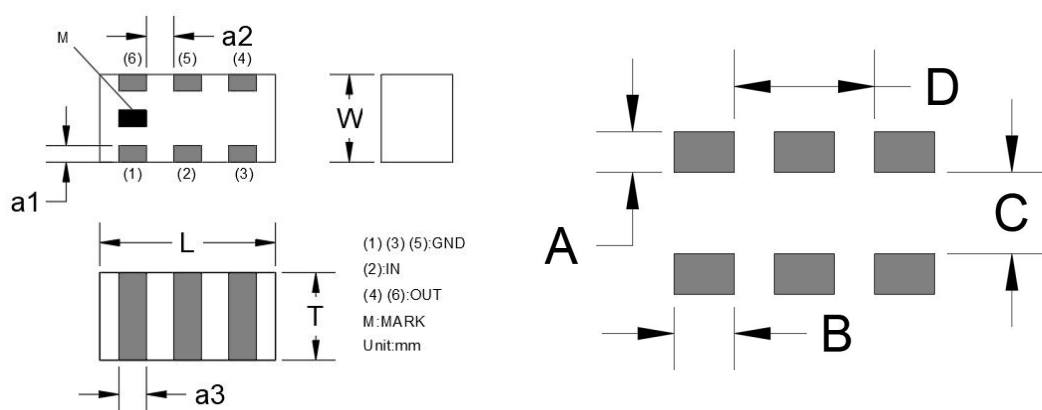 M
a2
(6)
(5)
(4)
W
a1
(1)
(2)
(3)
L
T
a3
(1) (3) (5):GND
(2):IN
(4) (6):OUT
M:MARK
Unit:mm
D
A
C
B